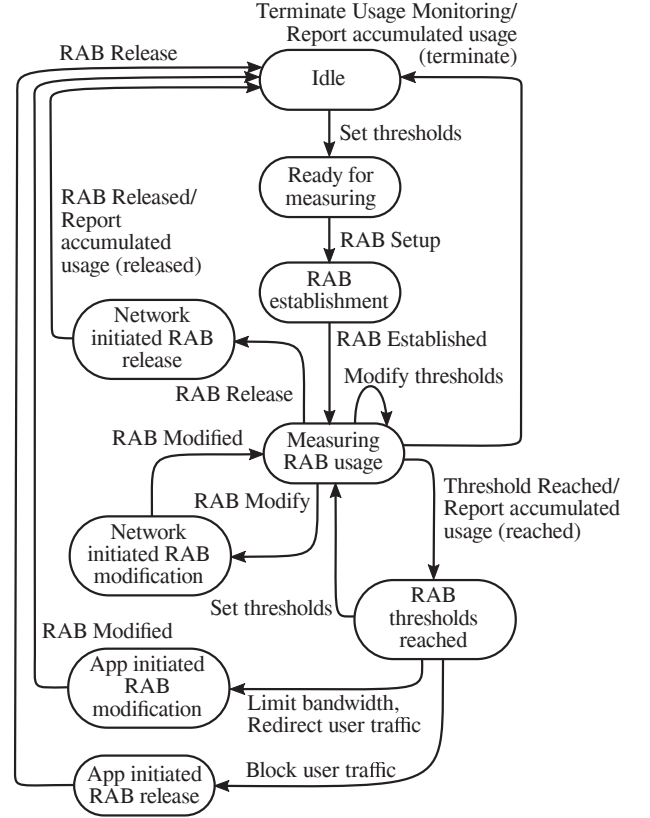 Terminate Usage Monitoring/
Report accumulated usage
(terminate)
RAB Release
Idle
Set thresholds
Ready for
measuring
RAB Released/
Report
accumulated
usage (released)
RAB Setup
RAB
establishment
Network
initiated RAB
release
RAB Established
RAB Release
Modify thresholds
RAB Modified
Measuring
RAB usage
RAB Modify
Threshold Reached/
Report accumulated
usage (reached)
Network
initiated RAB
modification
Set thresholds
RAB
thresholds
reached
RAB Modified
App initiated
RAB
modification
Limit bandwidth,
Redirect user traffic
Block user traffic
App initiated
RAB release